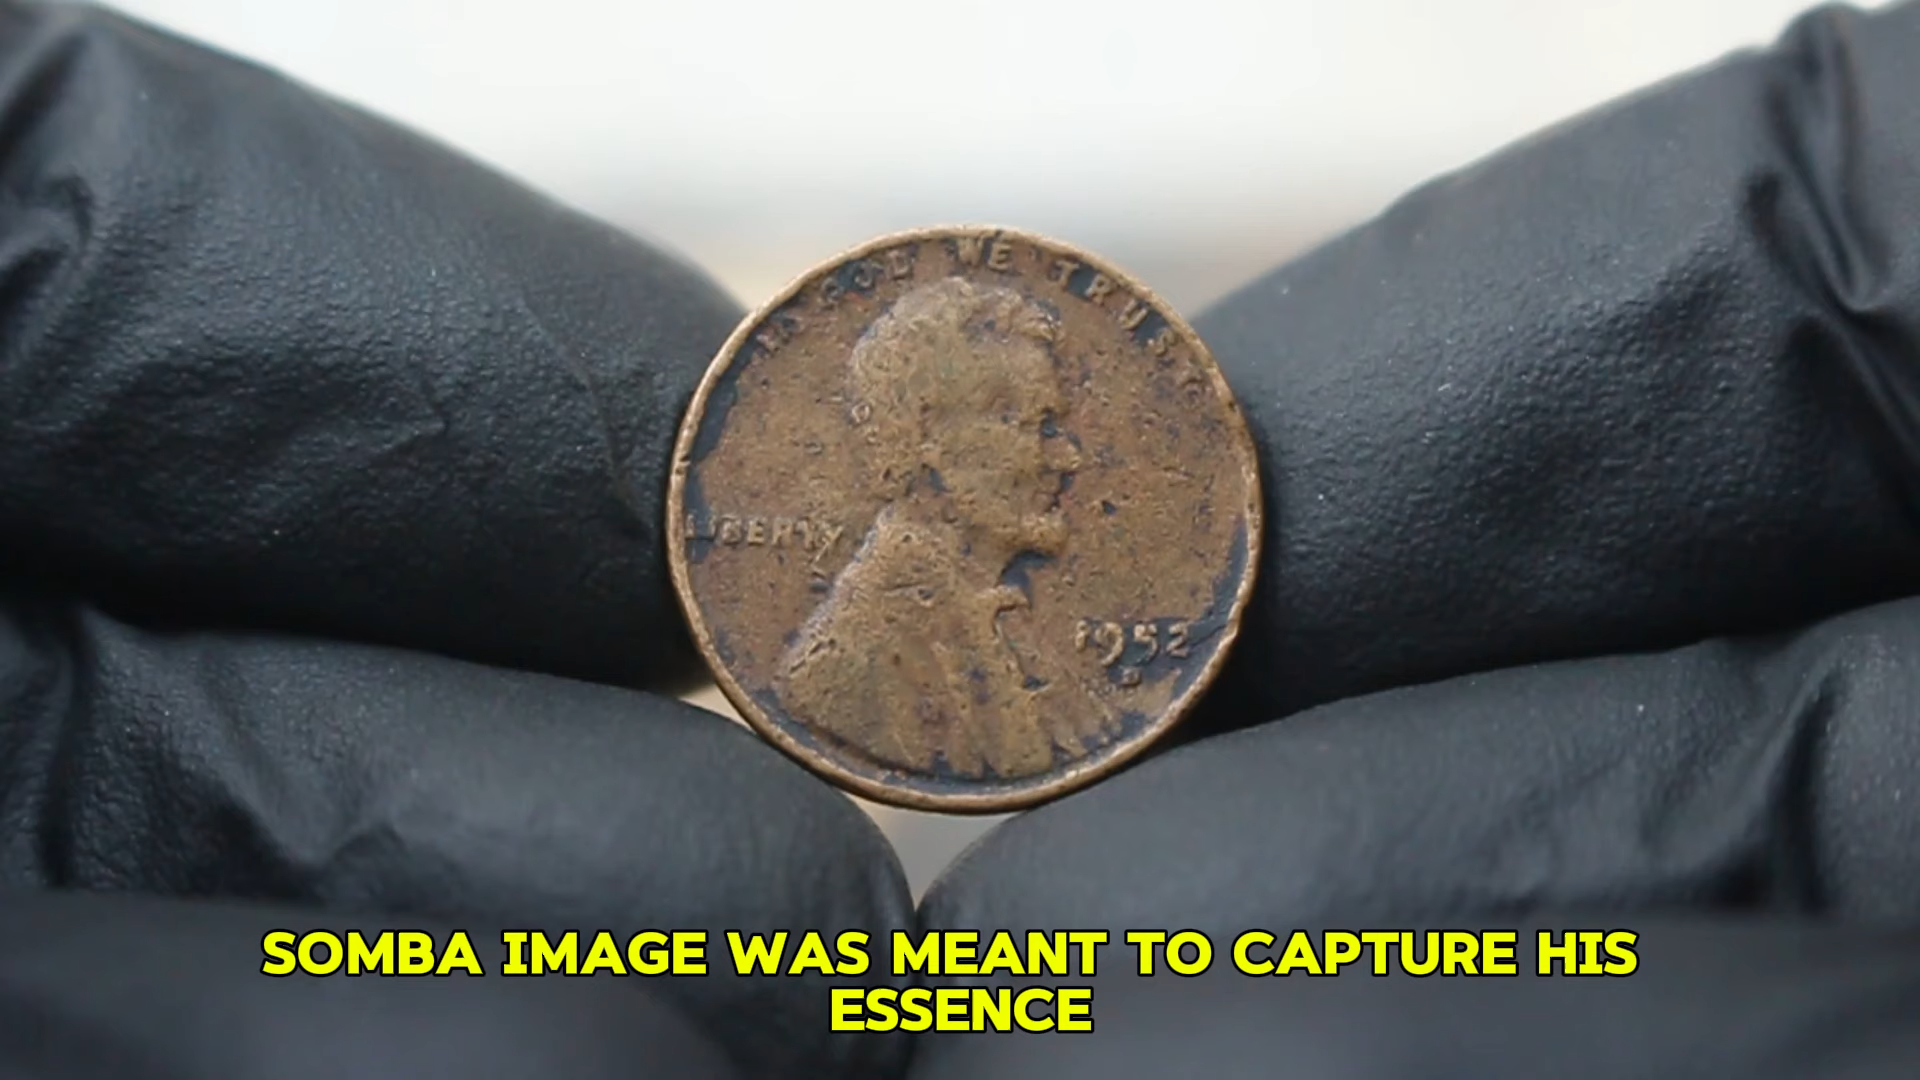 IN GOD WE TRUST
LIBERTY
1952
D
SOMBA IMAGE WAS MEANT TO CAPTURE HIS
ESSENCE